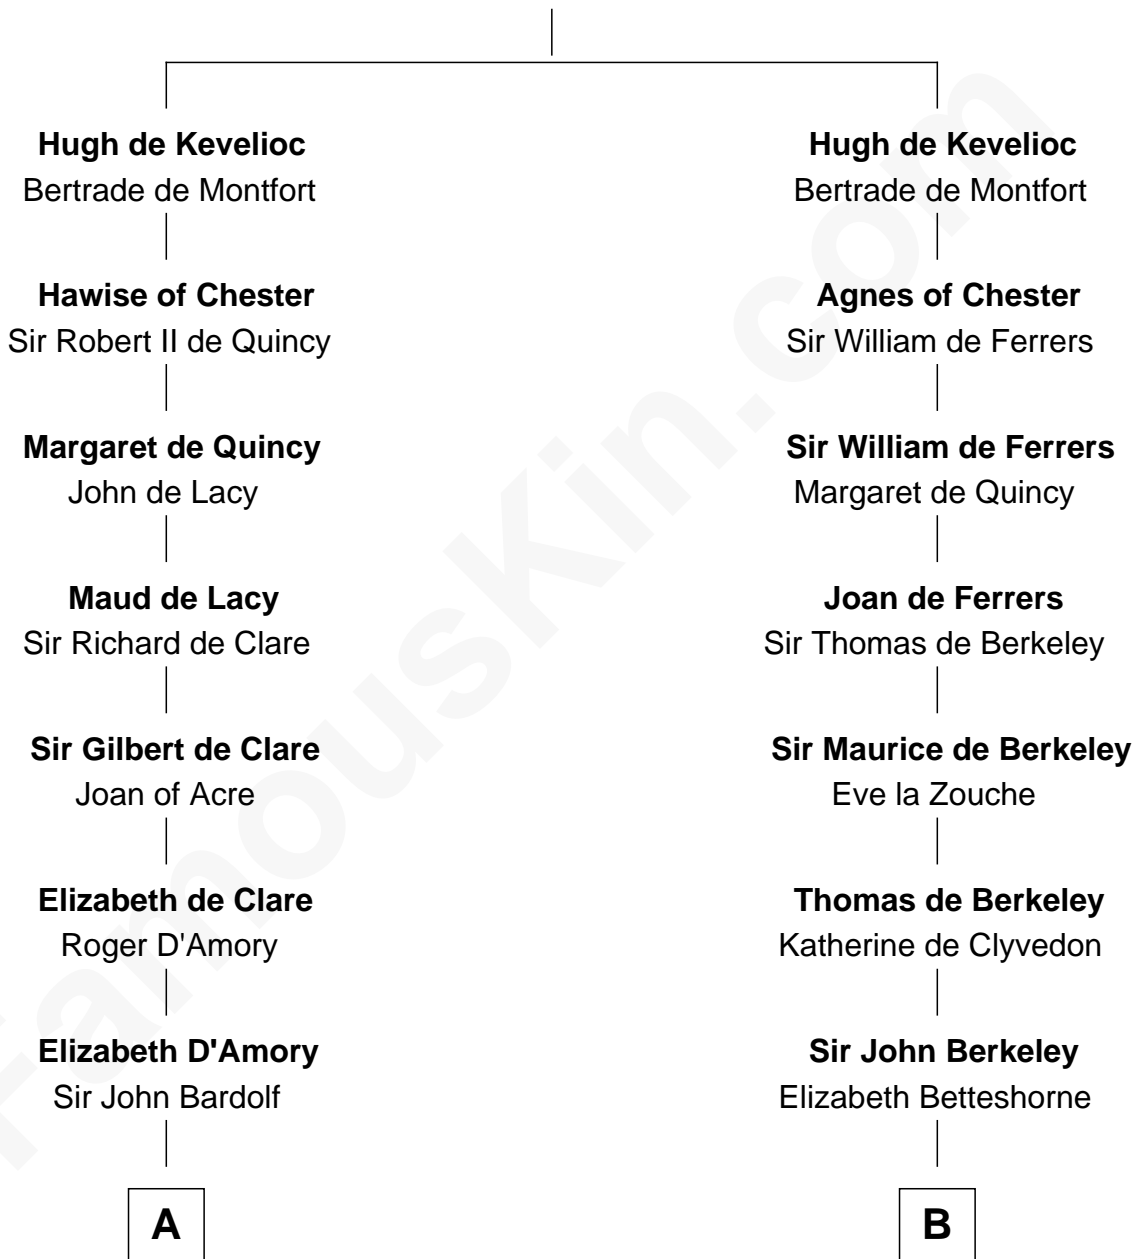 Hugh de Kevelioc
Bertrade de Montfort
Hawise of Chester
Sir Robert II de Quincy
Margaret de Quincy
John de Lacy
Maud de Lacy
Sir Richard de Clare
Sir Gilbert de Clare
Joan of Acre
Elizabeth de Clare
Roger D'Amory
Elizabeth D'Amory
Sir John Bardolf
A
Hugh de Kevelioc
Bertrade de Montfort
Agnes of Chester
Sir William de Ferrers
Sir William de Ferrers
Margaret de Quincy
Joan de Ferrers
Sir Thomas de Berkeley
Sir Maurice de Berkeley
Eve la Zouche
Thomas de Berkeley
Katherine de Clyvedon
Sir John Berkeley
Elizabeth Betteshorne
B
FamousKin.com